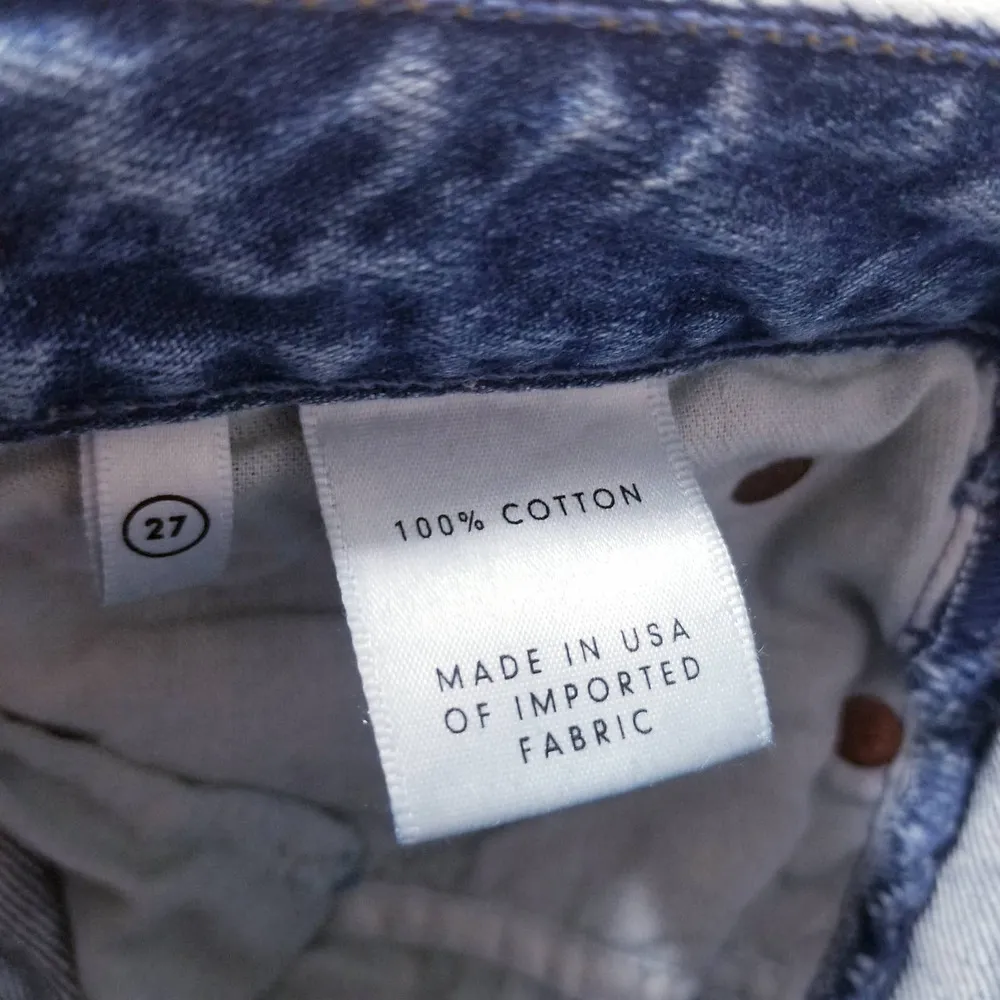 27
100% COTTON
MADE IN USA
OF IMPORTED
FABRIC